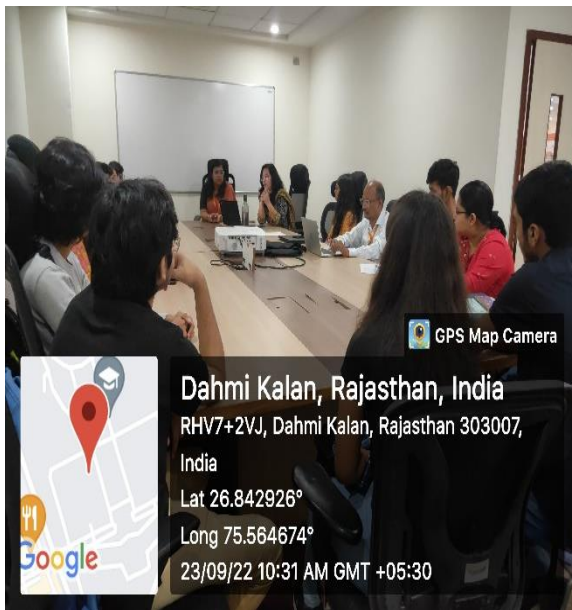 GPS Map Camera
Dahmi Kalan, Rajasthan, India
RHV7+2VJ, Dahmi Kalan, Rajasthan 303007,
India
Lat 26.842926°
Long 75.564674°
23/09/22 10:31 AM GMT +05:30
Google